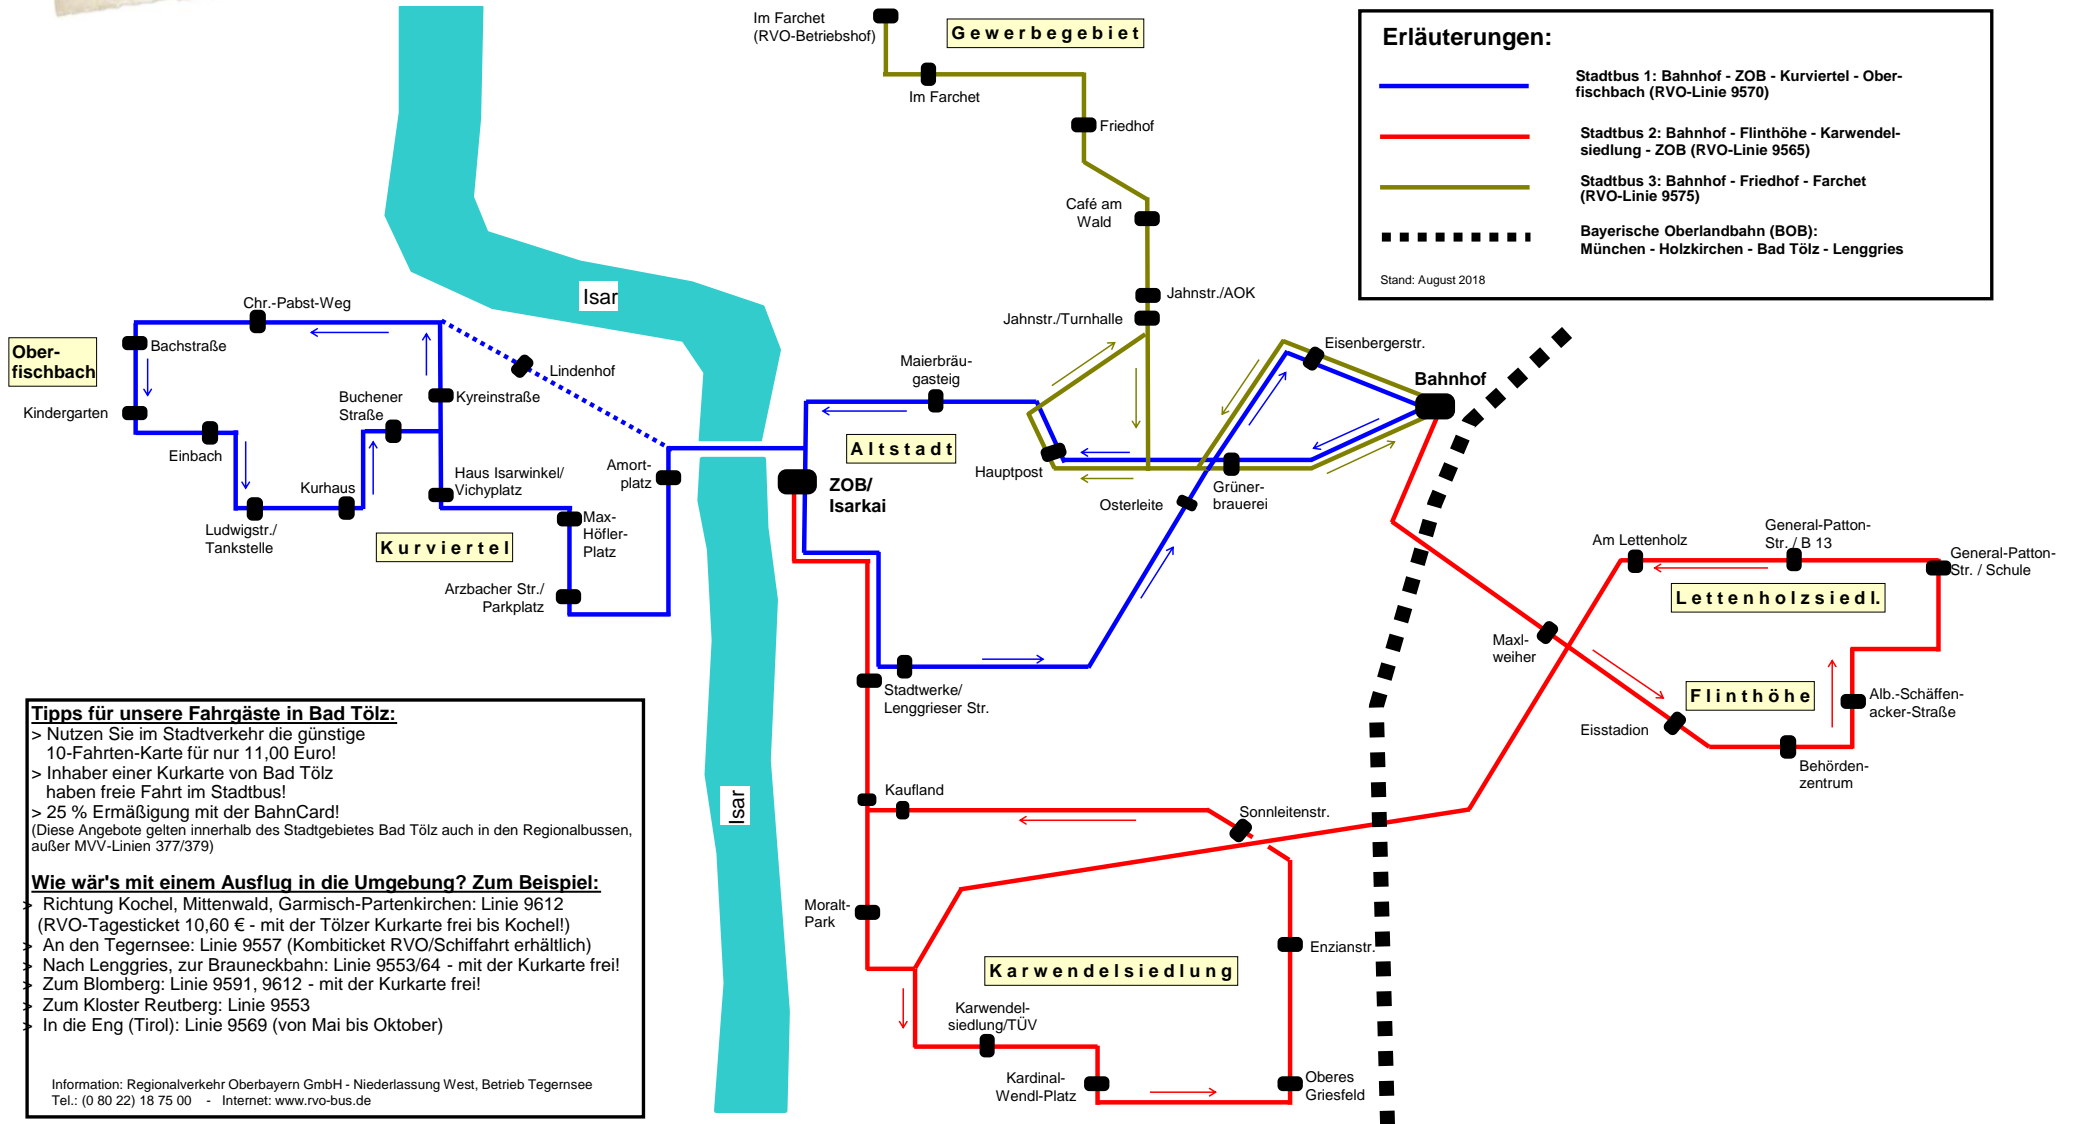 Im Farchet
(RVO-Betriebshof)
Gewerbegebiet
Im Farchet
Friedhof
Café am
Wald
Jahnstr./AOK
Jahnstr./Turnhalle
Erläuterungen:
Stadtbus 1: Bahnhof - ZOB - Kurviertel - Ober-
fischbach (RVO-Linie 9570)
Stadtbus 2: Bahnhof - Flinthöhe - Karwendel-
siedlung - ZOB (RVO-Linie 9565)
Stadtbus 3: Bahnhof - Friedhof - Farchet
(RVO-Linie 9575)
Bayerische Oberlandbahn (BOB):
München - Holzkirchen - Bad Tölz - Lenggries
Stand: August 2018
Isar
Chr.-Pabst-Weg
Ober-
fischbach
Bachstraße
Kindergarten
Einbach
Ludwigstr./
Tankstelle
Kurhaus
Buchener
Straße
Kyreinstraße
Lindenhof
Haus Isarwinkel/
Vichyplatz
Kurviertel
Max-
Höfler-
Platz
Arzbacher Str./
Parkplatz
Amort-
platz
Maierbräu-
gasteig
Altstadt
ZOB/
Isarkai
Hauptpost
Eisenbergerstr.
Bahnhof
Grüner-
brauerei
Osterleite
Stadtwerke/
Lenggrieser Str.
Am Lettenholz
General-Patton-
Str. / B 13
General-Patton-
Str. / Schule
Lettenholzsiedl.
Maxl-
weiher
Flinthöhe
Alb.-Schäffen-
acker-Straße
Eisstadion
Behörden-
zentrum
Kaufland
Sonnleitenstr.
Isar
Moralt-
Park
Enzianstr.
Karwendelsiedlung
Karwendel-
siedlung/TÜV
Kardinal-
Wendl-Platz
Oberes
Griesfeld
Tipps für unsere Fahrgäste in Bad Tölz:
> Nutzen Sie im Stadtverkehr die günstige
10-Fahrten-Karte für nur 11,00 Euro!
> Inhaber einer Kurkarte von Bad Tölz
haben freie Fahrt im Stadtbus!
> 25 % Ermäßigung mit der BahnCard!
(Diese Angebote gelten innerhalb des Stadtgebietes Bad Tölz auch in den Regionalbussen,
außer MVV-Linien 377/379)
Wie wär's mit einem Ausflug in die Umgebung? Zum Beispiel:
> Richtung Kochel, Mittenwald, Garmisch-Partenkirchen: Linie 9612
(RVO-Tagesticket 10,60 € - mit der Tölzer Kurkarte frei bis Kochel!)
> An den Tegernsee: Linie 9557 (Kombiticket RVO/Schiffahrt erhältlich)
> Nach Lenggries, zur Brauneckbahn: Linie 9553/64 - mit der Kurkarte frei!
> Zum Blomberg: Linie 9591, 9612 - mit der Kurkarte frei!
> Zum Kloster Reutberg: Linie 9553
> In die Eng (Tirol): Linie 9569 (von Mai bis Oktober)
Information: Regionalverkehr Oberbayern GmbH - Niederlassung West, Betrieb Tegernsee
Tel.: (0 80 22) 18 75 00 - Internet: www.rvo-bus.de